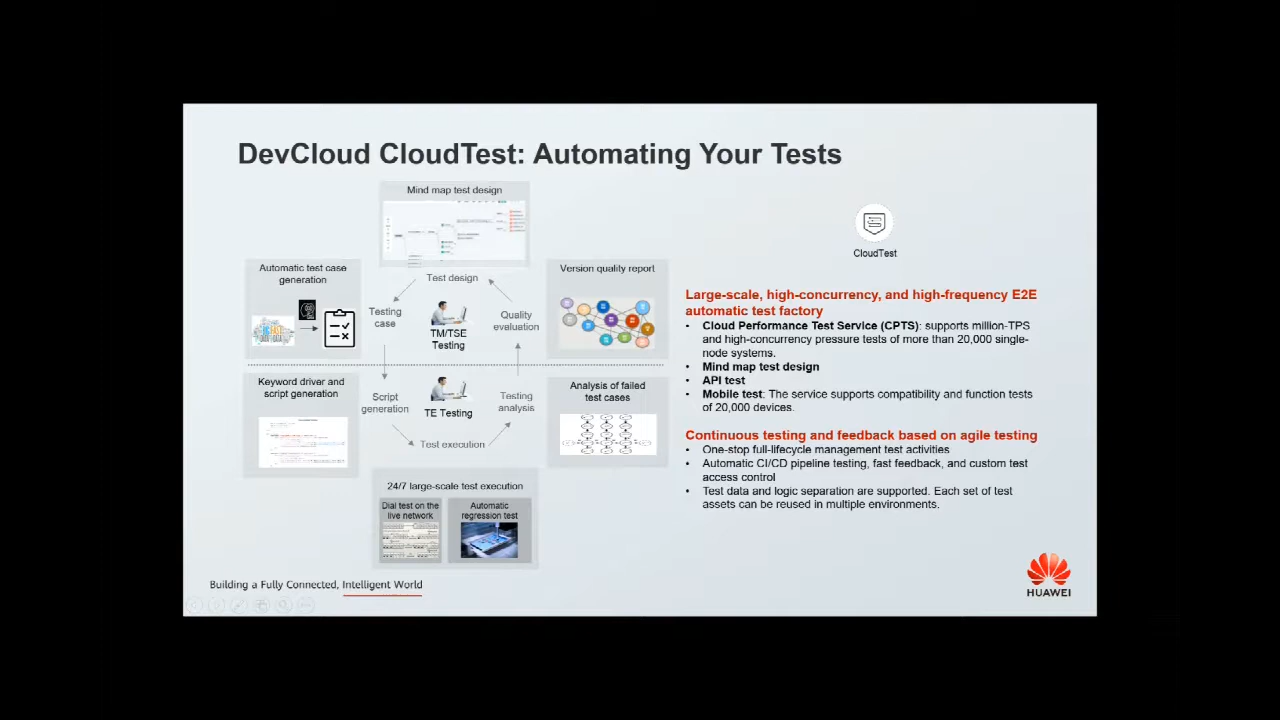 DevCloud CloudTest: Automating Your Tests
Mind map test design
Automatic test case
generation
Version quality report
Test design
Testing
case
TM/TSE
Testing
Quality
evaluation
Keyword driver and
script generation
Script
generation
TE Testing
Testing
analysis
Analysis of failed
test cases
Test execution
24/7 large-scale test execution
Dial test on the
live network
Automatic
regression test
CloudTest
Large-scale, high-concurrency, and high-frequency E2E
automatic test factory
• Cloud Performance Test Service (CPTS): supports million-TPS
and high-concurrency pressure tests of more than 20,000 single-
node systems.
• Mind map test design
• API test
• Mobile test: The service supports compatibility and function tests
of 20,000 devices.
Continuous testing and feedback based on agile testing
• One-stop full-lifecycle management test activities
• Automatic CI/CD pipeline testing, fast feedback, and custom test
access control
• Test data and logic separation are supported. Each set of test
assets can be reused in multiple environments.
Building a Fully Connected, Intelligent World
HUAWEI